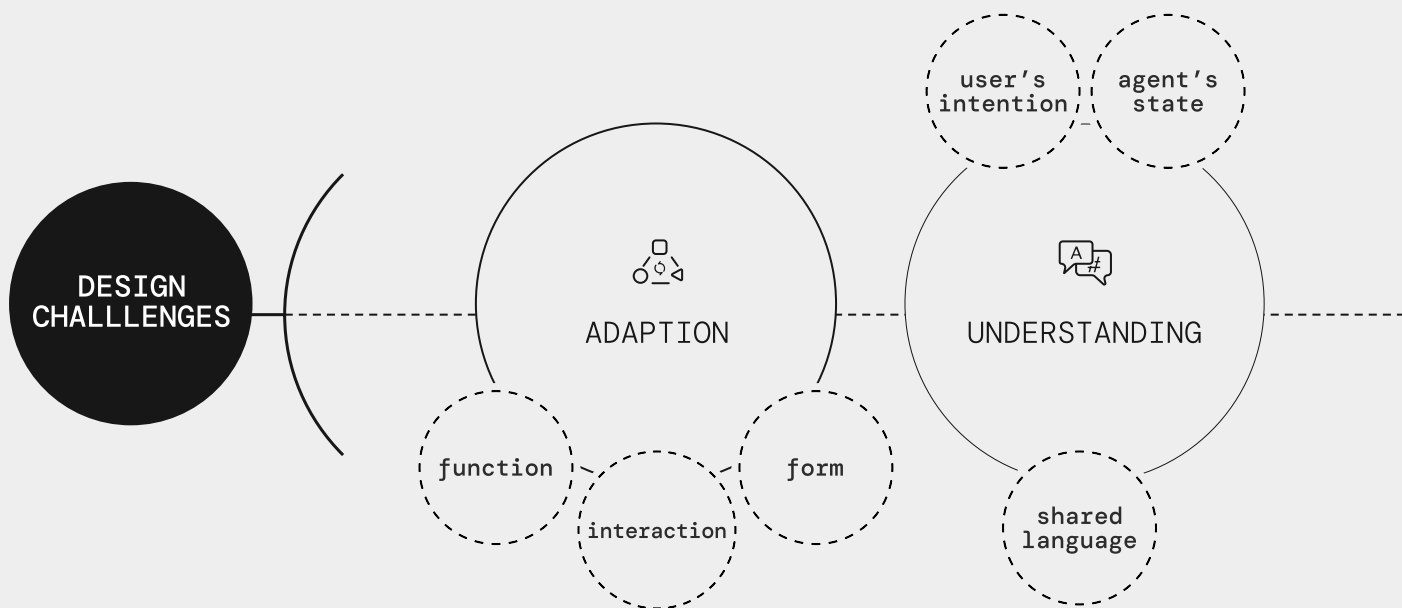 DESIGN
CHALLLENGES
ADAPTION
function
interaction
form
user's
intention
agent's
state
A
#
UNDERSTANDING
shared
language